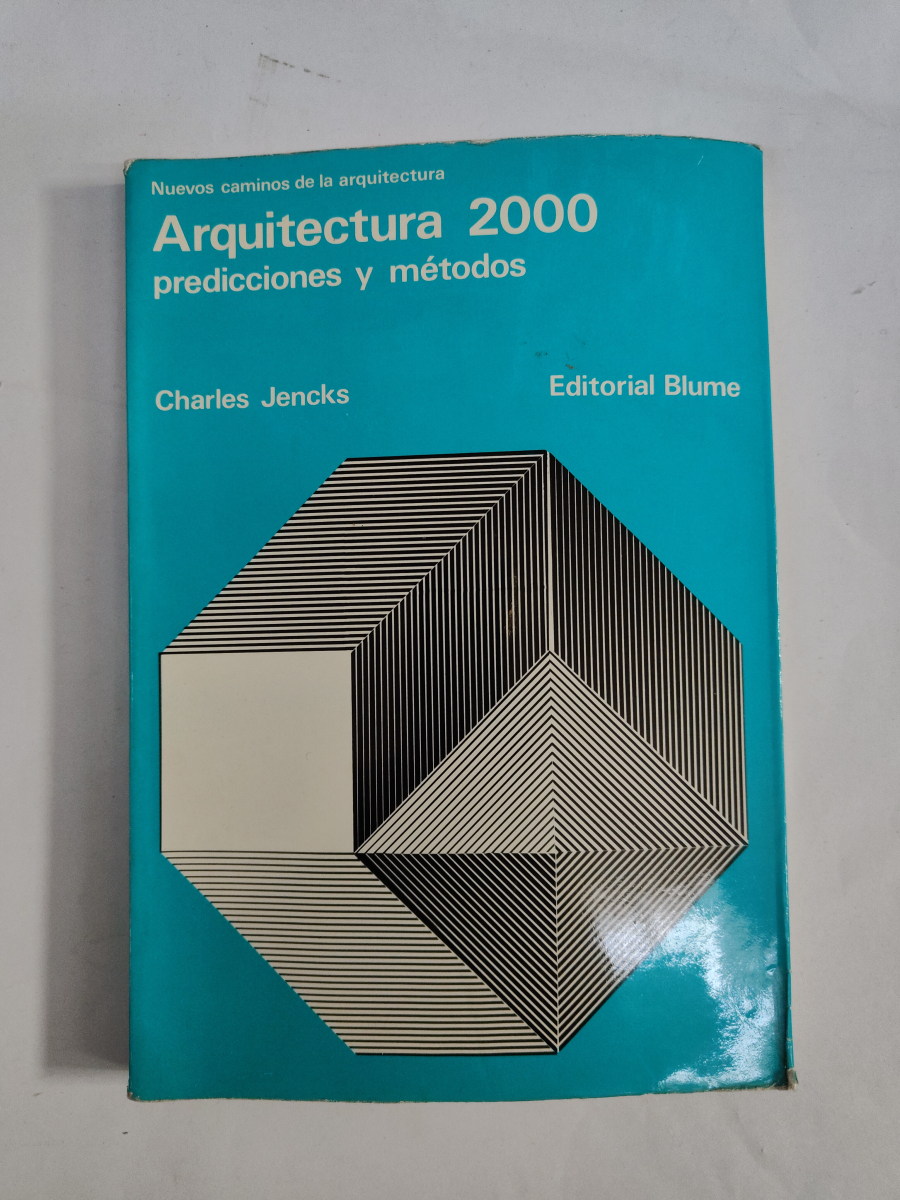 Nuevos caminos de la arquitectura
Arquitectura 2000
predicciones y métodos
Charles Jencks
Editorial Blume